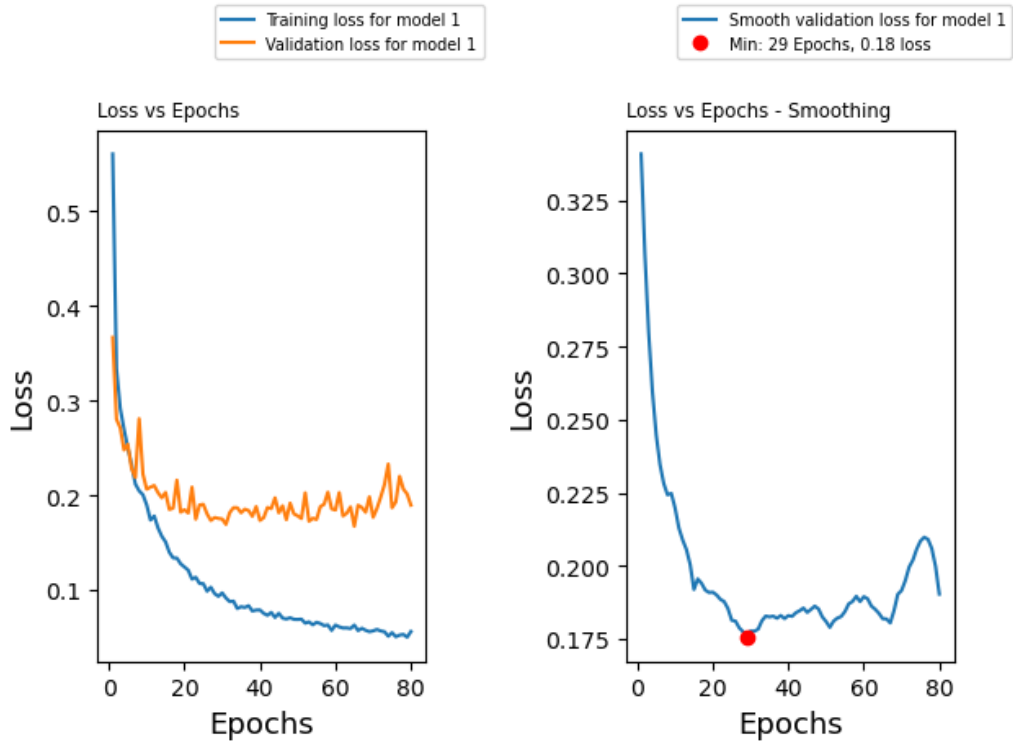 Training loss for model 1
Validation loss for model 1
Smooth validation loss for model 1
Min: 29 Epochs, 0.18 loss
Loss vs Epochs
0.5
0.4
0.3
0.2
0.1
Loss
0 20 40 60 80
Epochs
Loss vs Epochs - Smoothing
0.325
0.300
0.275
0.250
0.225
0.200
0.175
Loss
0 20 40 60 80
Epochs